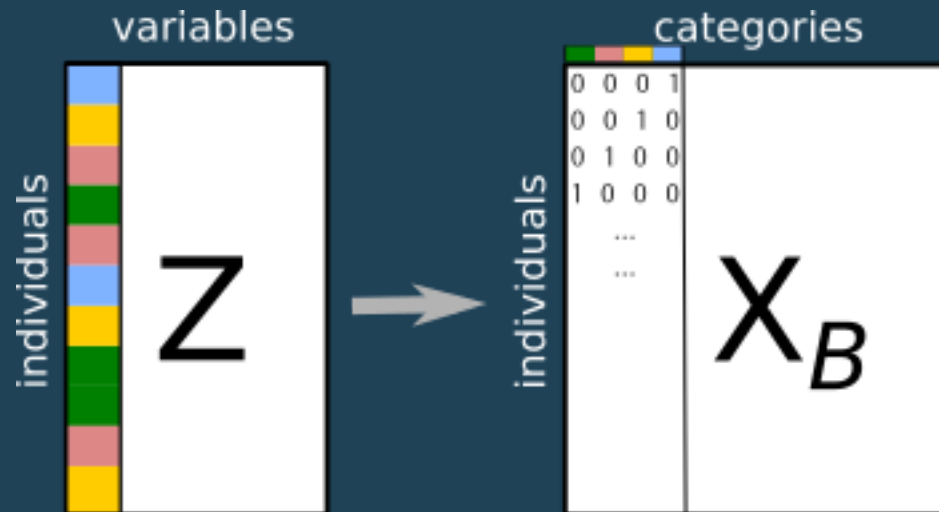 variables
individuals
Z
categories
individuals
0 0 0 1
0 0 1 0
0 1 0 0
1 0 0 0
...
...
X_B